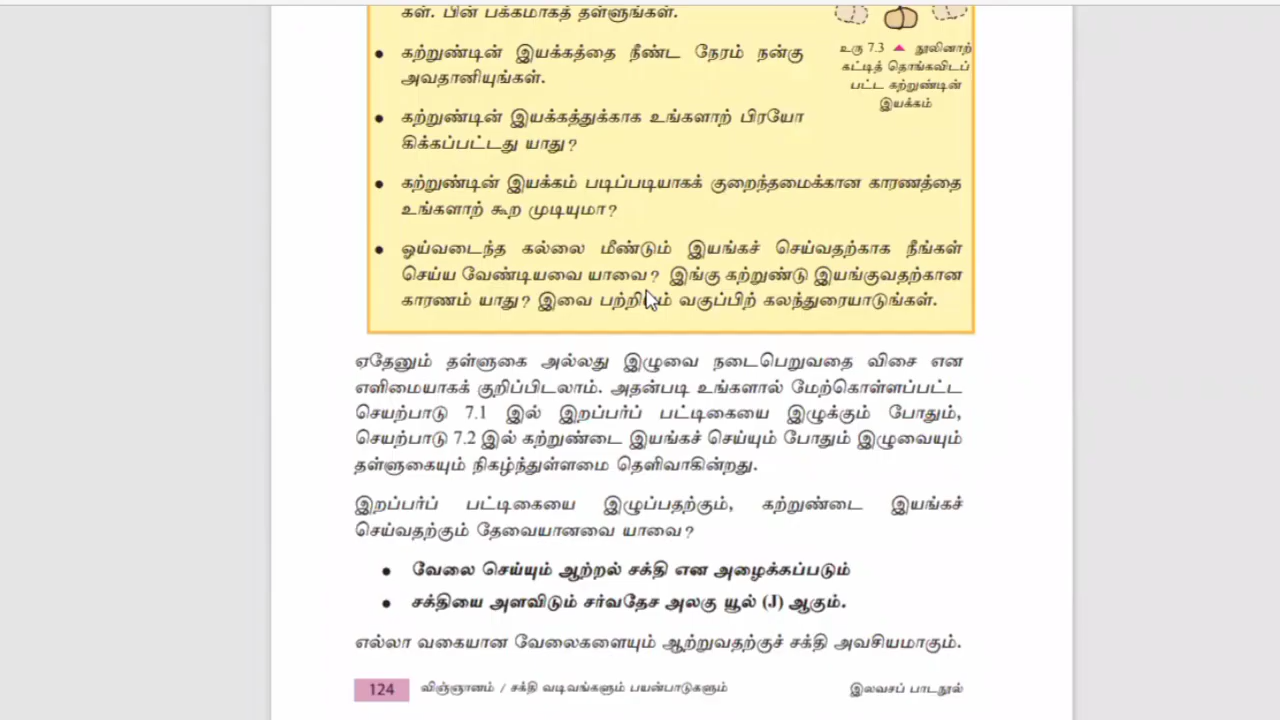 கள். பின் பக்கமாகத் தள்ளுங்கள்.
கற்றுண்டின் இயக்கத்தை நீண்ட நேரம் நன்கு
அவதானியுங்கள்.
கற்றுண்டின் இயக்கத்துக்காக உங்களாற் பிரயோ
கிக்கப்பட்டது யாது?
உரு 7.3 ▲ நூலினாற்
கட்டித் தொங்கவிடப்
பட்ட கற்றுண்டின்
இயக்கம்
கற்றுண்டின் இயக்கம் படிப்படியாகக் குறைந்தமைக்கான காரணத்தை
உங்களாற் கூற முடியுமா?
ஓய்வடைந்த கல்லை மீண்டும் இயங்கச் செய்வதற்காக நீங்கள்
செய்ய வேண்டியவை யாவை? இங்கு கற்றுண்டு இயங்குவதற்கான
காரணம் யாது? இவை வகுப்பிற் கலந்துரையாடுங்கள்.
ஏதேனும் தள்ளுகை அல்லது இழுவை நடைபெறுவதை விசை என
எளிமையாகக் குறிப்பிடலாம். அதன்படி உங்களால் மேற்கொள்ளப்பட்ட
செயற்பாடு 7.1 இல் இறப்பர்ப் பட்டிகையை இழுக்கும் போதும்,
செயற்பாடு 7.2 இல் கற்றுண்டை இயங்கச் செய்யும் போதும் இழுவையும்
தள்ளுகையும் நிகழ்ந்துள்ளமை தெளிவாகின்றது.
இறப்பர்ப் பட்டிகையை இழுப்பதற்கும், கற்றுண்டை இயங்கச்
செய்வதற்கும் தேவையானவை யாவை?
வேலை செய்யும் ஆற்றல் சக்தி என அழைக்கப்படும்
சக்தியை அளவிடும் சர்வதேச அலகு யூல் (J) ஆகும்.
எல்லா வகையான வேலைகளையும் ஆற்றுவதற்குச் சக்தி அவசியமாகும்.
124 விஞ்ஞானம் / சக்தி வடிவங்களும் பயன்பாடுகளும் இலவசப் பாடநூல்